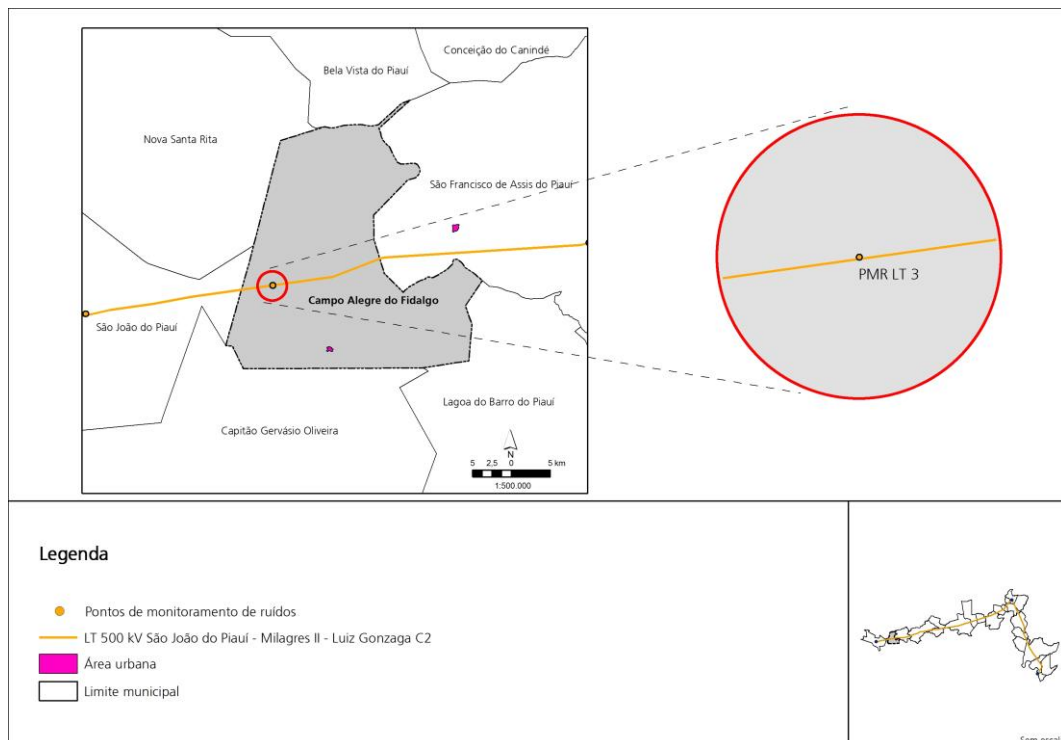 Conceição do Canindé
Bela Vista do Piauí
Nova Santa Rita
São Francisco de Assis do Piauí
PMR LT 3
Campo Alegre do Fidalgo
São João do Piauí
Lagoa do Barro do Piauí
Capitão Gervásio Oliveira
N
5 2,5 0 5 km
1:500.000
Legenda
Pontos de monitoramento de ruídos
LT 500 kV São João do Piauí - Milagres II - Luiz Gonzaga C2
Área urbana
Limite municipal